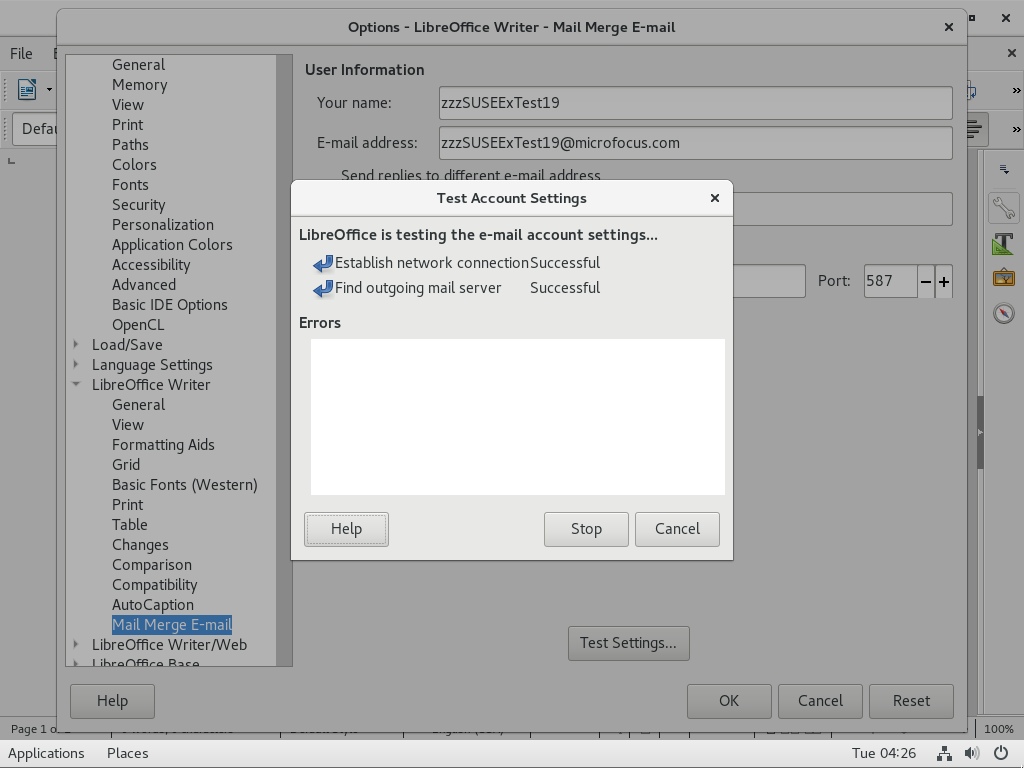 Options - LibreOffice Writer - Mail Merge E-mail
File
Defau
General
Memory
View
Print
Paths
Colors
Fonts
Security
Personalization
Application Colors
Accessibility
Advanced
Basic IDE Options
OpenCL
Load/Save
Language Settings
LibreOffice Writer
General
View
Formatting Aids
Grid
Basic Fonts (Western)
Print
Table
Changes
Comparison
Compatibility
AutoCaption
Mail Merge E-mail
LibreOffice Writer/Web
LibreOffice Base
User Information
Your name: zzzSUSEExTest19
E-mail address: zzzSUSEExTest19@microfocus.com
Send replies to different e-mail address
Port: 587
Test Account Settings
LibreOffice is testing the e-mail account settings...
Establish network connection Successful
Find outgoing mail server Successful
Errors
Help Stop Cancel
Test Settings...
Help OK Cancel Reset
Page 1 of 100%
Applications Places Tue 04:26